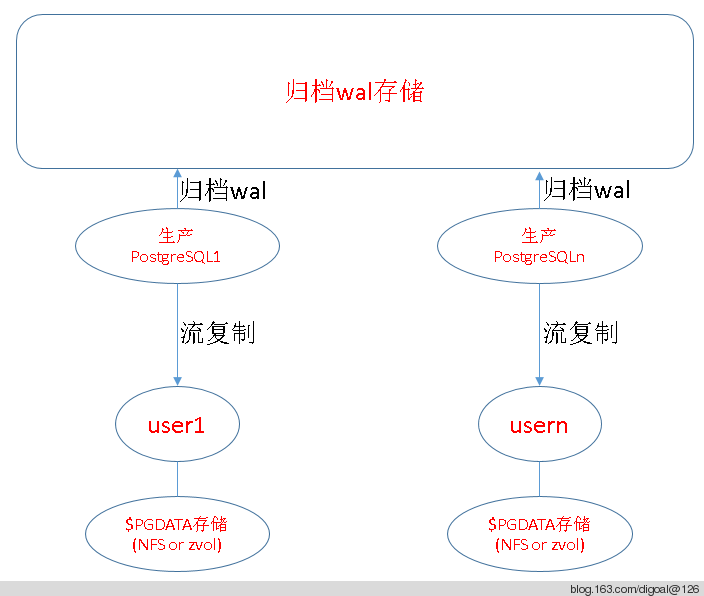 归档wal存储
归档wal
归档wal
生产
PostgreSQL1
生产
PostgreSQLn
流复制
流复制
user1
usern
$PGDATA存储
(NFS or zvol)
$PGDATA存储
(NFS or zvol)
blog.163.com/digoal@126